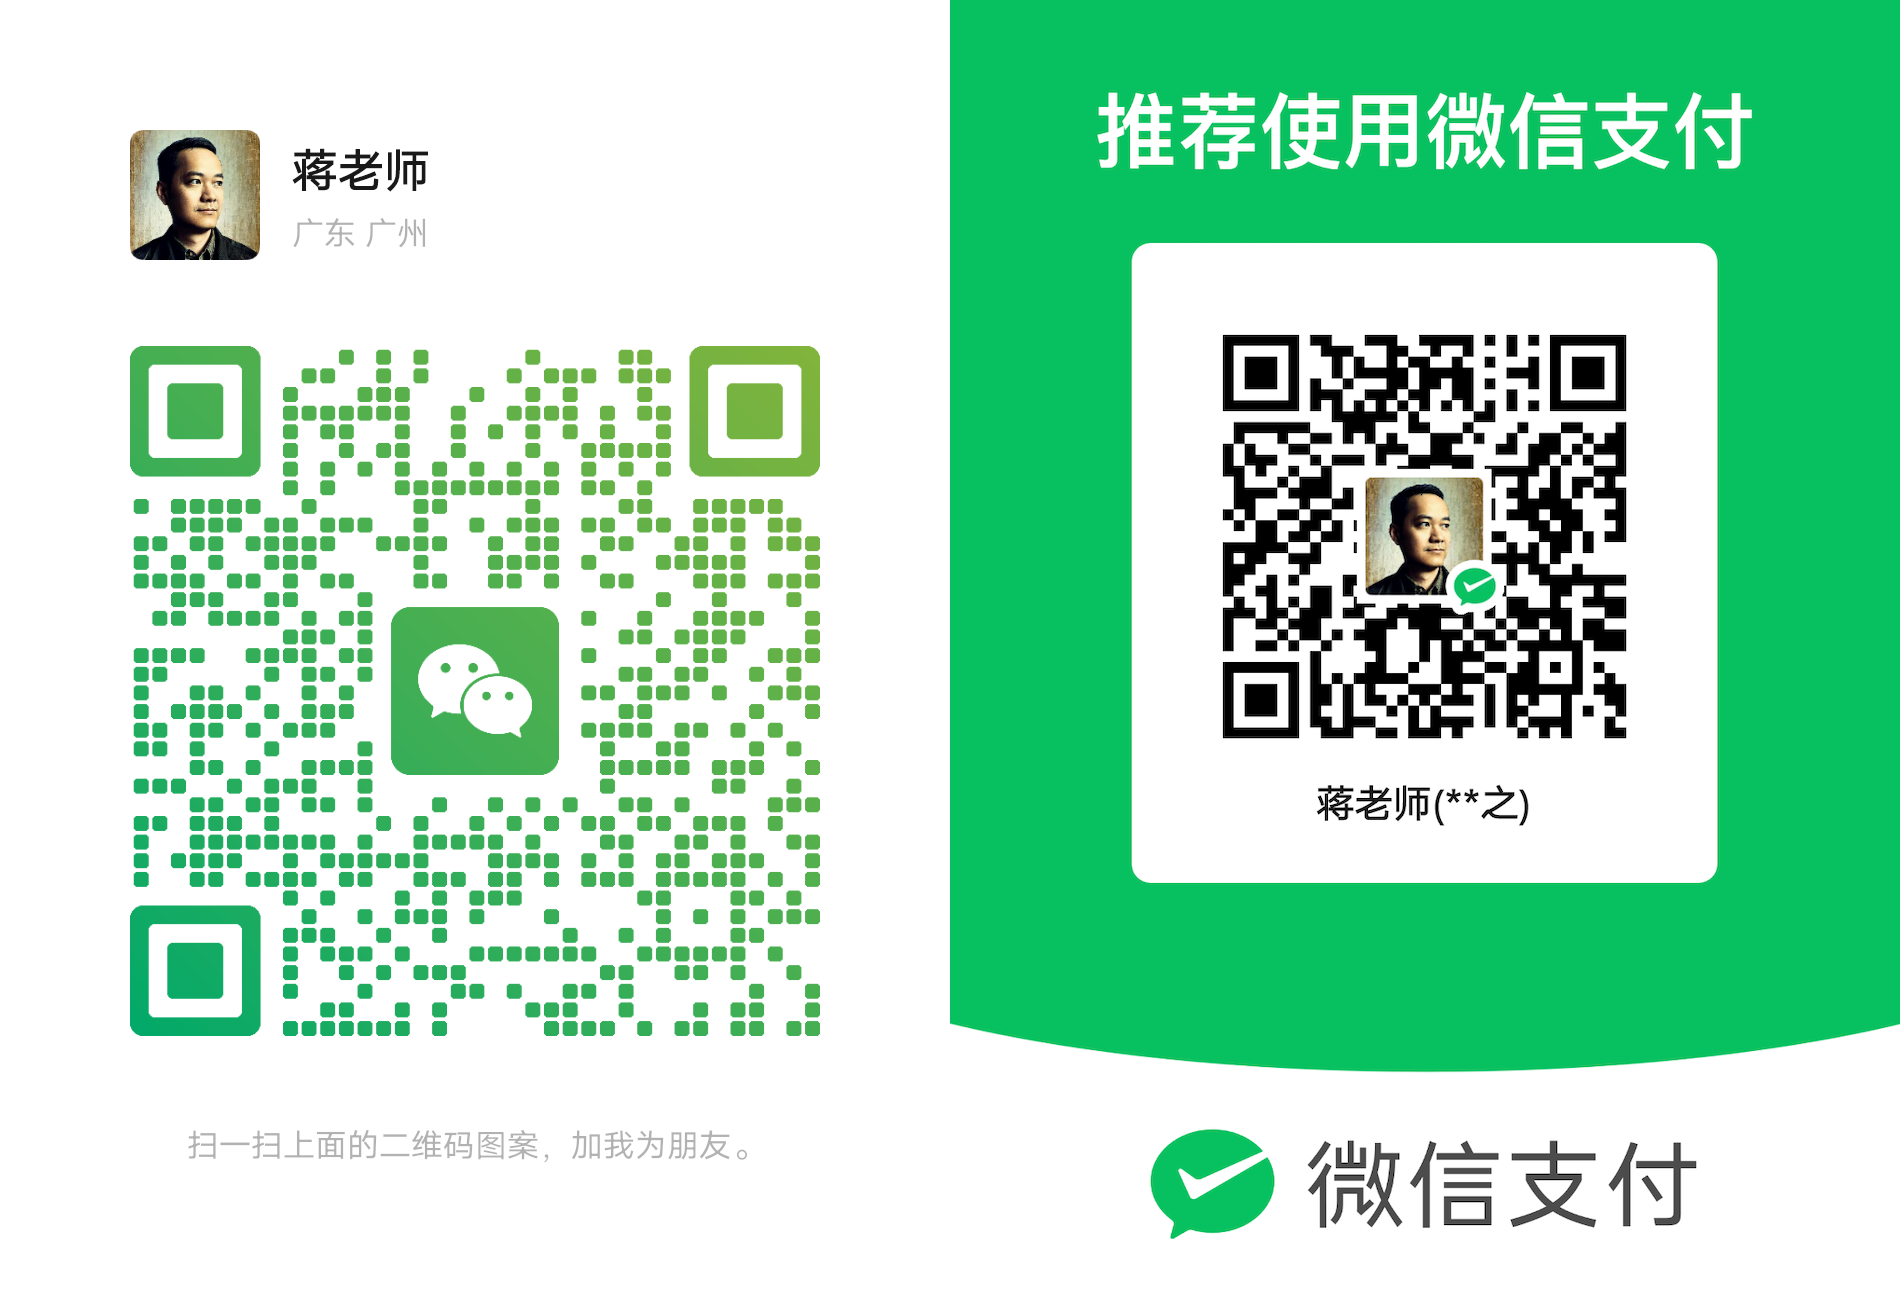 蒋老师
广东 广州
扫一扫上面的二维码图案，加我为朋友。
推荐使用微信支付
蒋老师(**之)
微信支付